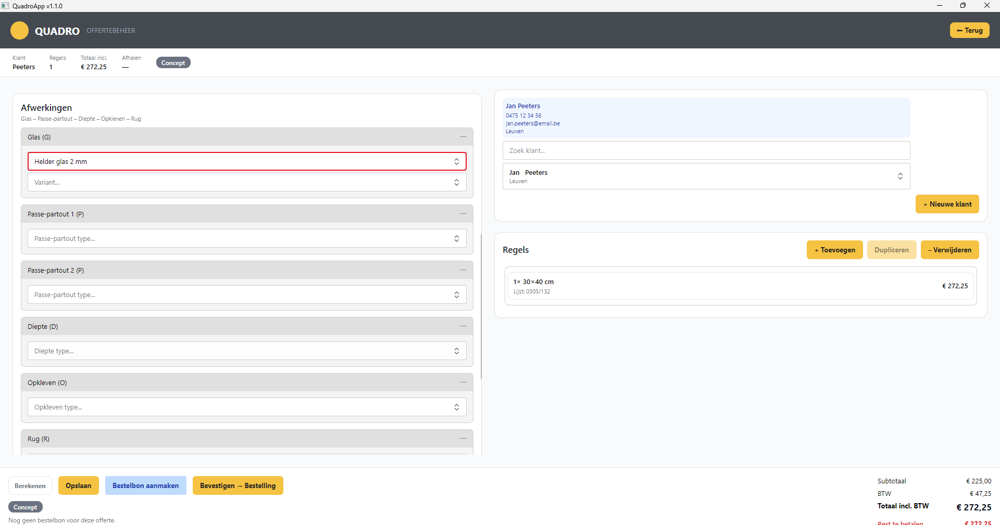 QuadroApp v1.1.0
QUADRO OFFERTEBEHEER
← Terug
Klant Regels Totaal incl. Afhalen
Peeters 1 € 272,25 — Concept
Afwerkingen
Glas – Passe-partout – Diepte – Opkleven – Rug
Glas (G)
Helder glas 2 mm
Variant...
Passe-partout 1 (P)
Passe-partout type...
Passe-partout 2 (P)
Passe-partout type...
Diepte (D)
Diepte type...
Opkleven (O)
Opkleven type...
Rug (R)
Jan Peeters
0475 12 34 56
jan.peeters@email.be
Leuven
Zoek klant...
Jan Peeters
Leuven
+ Nieuwe klant
Regels
+ Toevoegen Dupliceren – Verwijderen
1× 30×40 cm
Lijst: 0303/132
€ 272,25
Berekenen Opslaan Bestelbon aanmaken Bevestigen → Bestelling
Concept
Nog geen bestelbon voor deze offerte.
Subtotaal € 225,00
BTW € 47,25
Totaal incl. BTW € 272,25
Rest te betalen € 272,25